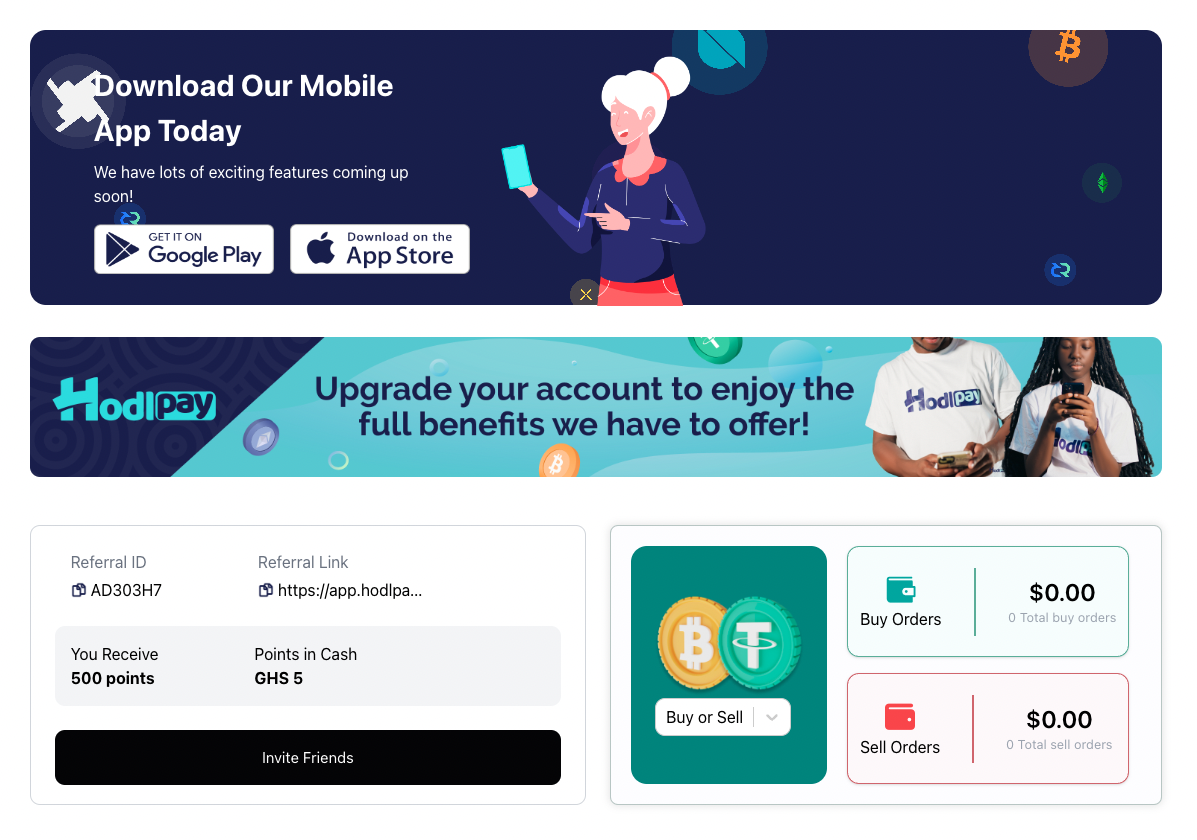 Download Our Mobile
App Today
We have lots of exciting features coming up
soon!
GET IT ON
Google Play
Download on the
App Store
Hodlpay
Upgrade your account to enjoy the
full benefits we have to offer!
Hodlpay
Referral ID
AD303H7
Referral Link
https://app.hodlpa...
You Receive
500 points
Points in Cash
GHS 5
Invite Friends
Buy or Sell
Buy Orders
$0.00
0 Total buy orders
Sell Orders
$0.00
0 Total sell orders